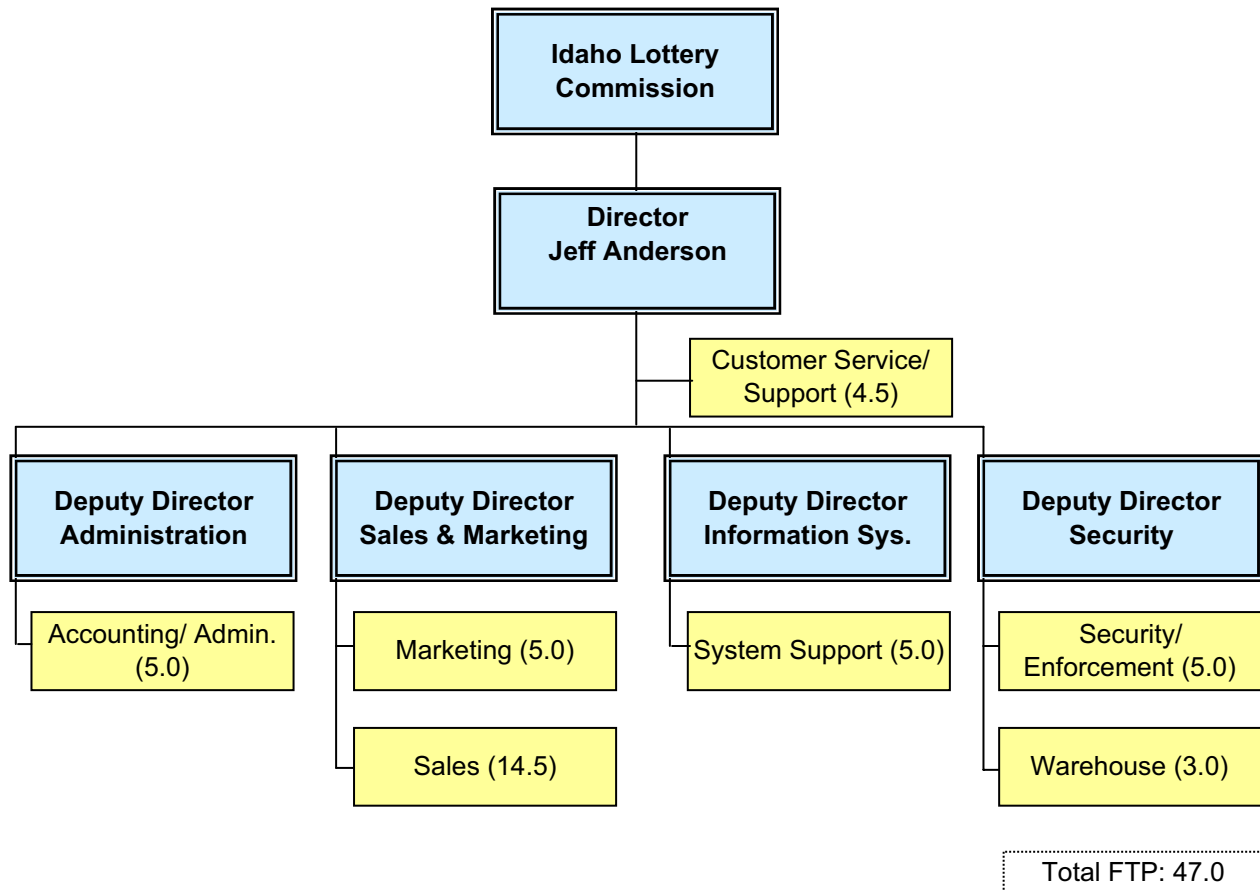 Idaho Lottery
Commission
Director
Jeff Anderson
Customer Service/
Support (4.5)
Deputy Director
Administration
Deputy Director
Sales & Marketing
Deputy Director
Information Sys.
Deputy Director
Security
Accounting/ Admin.
(5.0)
Marketing (5.0)
System Support (5.0)
Security/
Enforcement (5.0)
Sales (14.5)
Warehouse (3.0)
Total FTP: 47.0